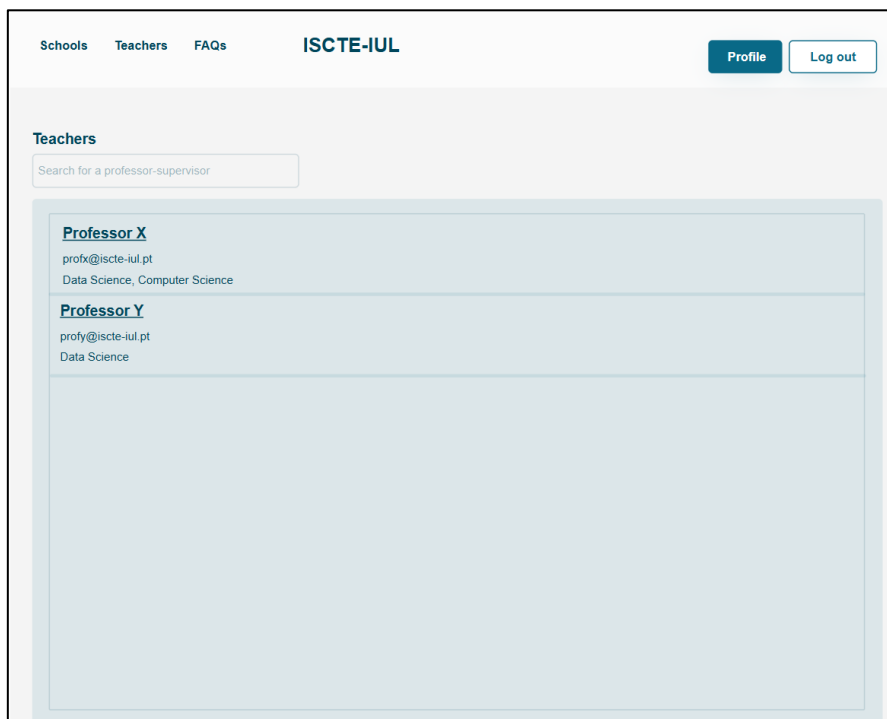 Schools Teachers FAQs ISCTE-IUL Profile Log out
Teachers
Search for a professor-supervisor
Professor X
profx@iscte-iul.pt
Data Science, Computer Science
Professor Y
profy@iscte-iul.pt
Data Science